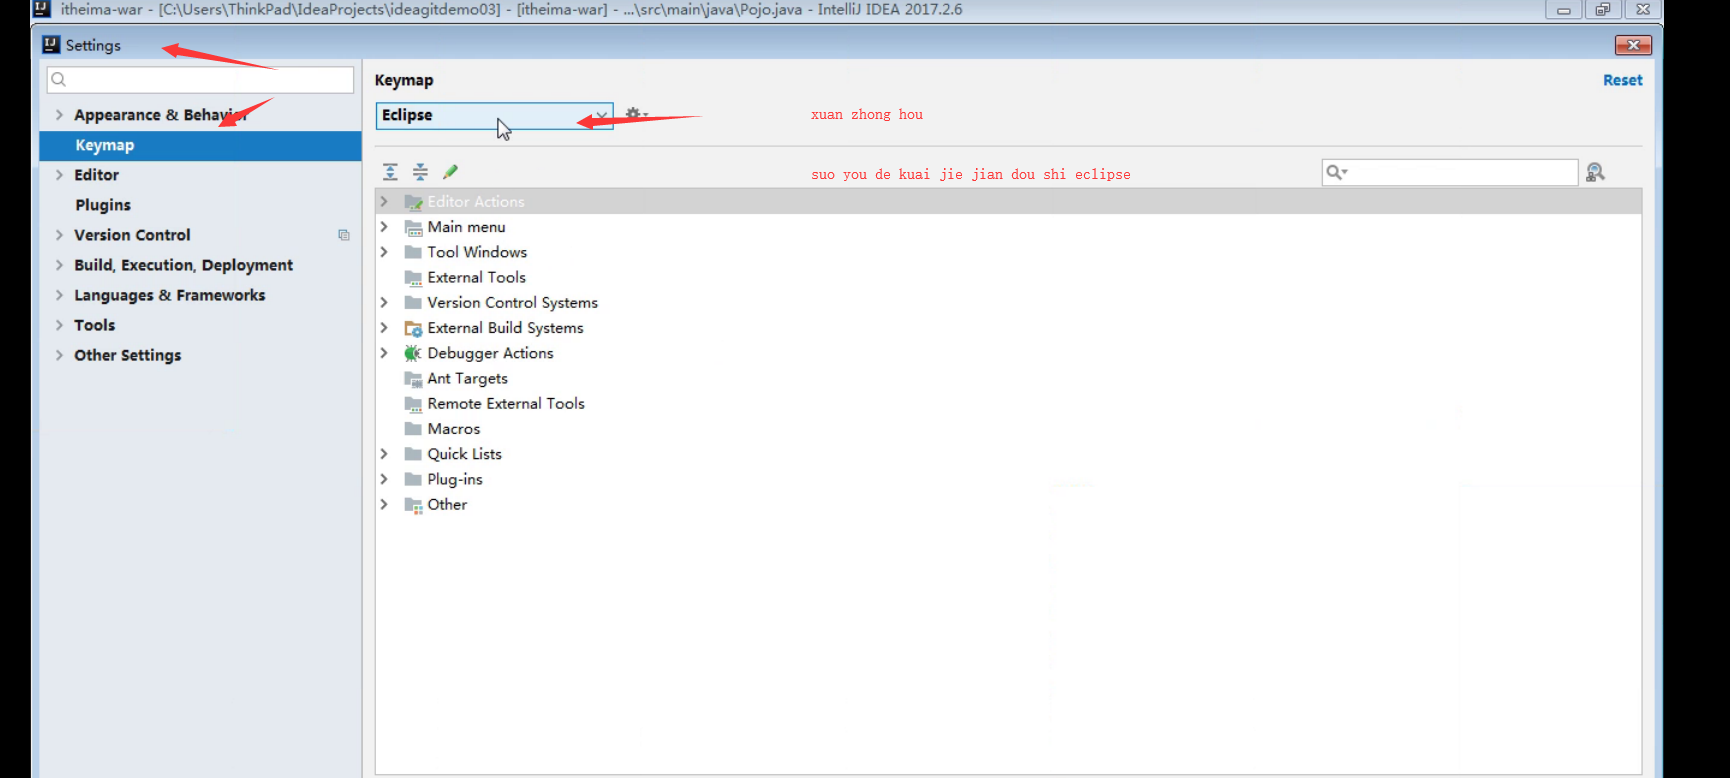 itheima-war - [C:\Users\ThinkPad\IdeaProjects\ideagitdemo03] - [itheima-war] - ...\src\main\java\Pojo.java - IntelliJ IDEA 2017.2.6
Settings
Keymap
Reset
Appearance & Behavior
Eclipse
xuan zhong hou
Keymap
Editor
suo you de kuai jie jian dou shi eclipse
Plugins
Editor Actions
Version Control
Main menu
Build, Execution, Deployment
Tool Windows
Languages & Frameworks
External Tools
Tools
Version Control Systems
Other Settings
External Build Systems
Debugger Actions
Ant Targets
Remote External Tools
Macros
Quick Lists
Plug-ins
Other